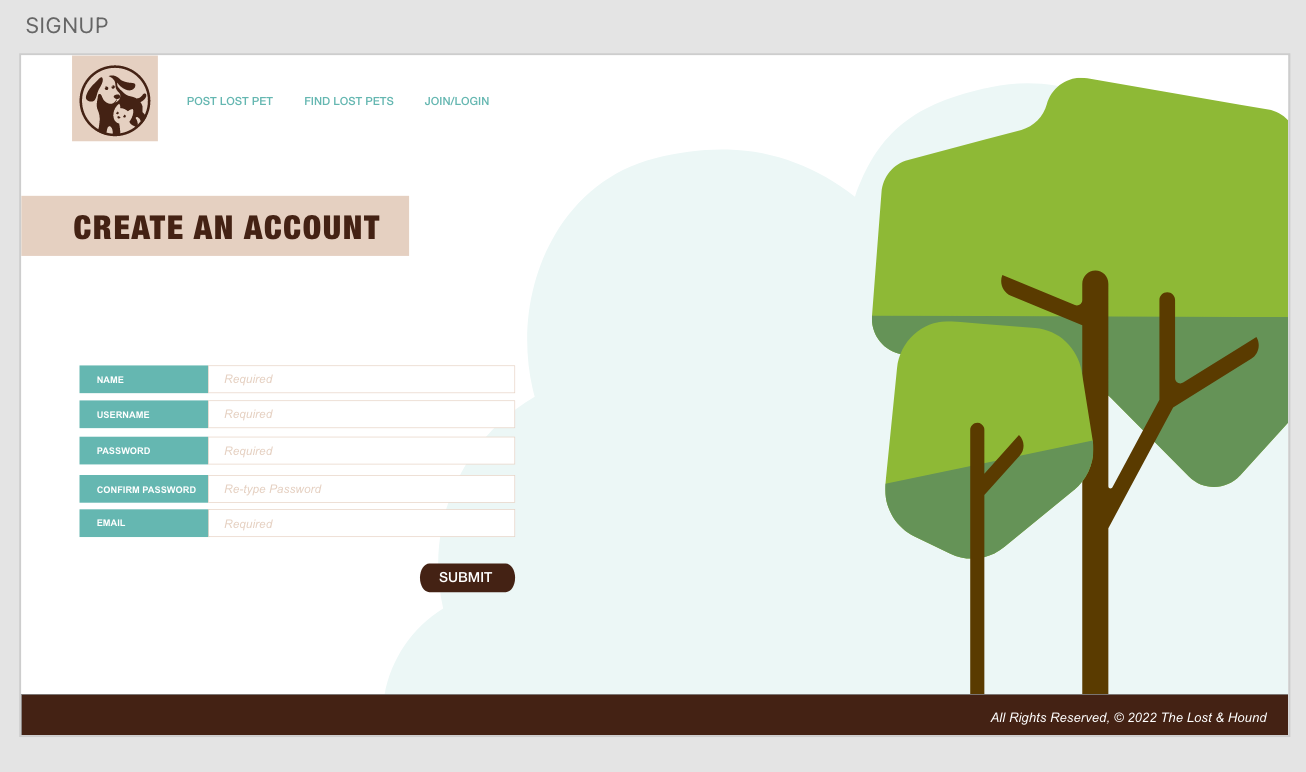 SIGNUP
POST LOST PET FIND LOST PETS JOIN/LOGIN
CREATE AN ACCOUNT
NAME Required
USERNAME Required
PASSWORD Required
CONFIRM PASSWORD Re-type Password
EMAIL Required
SUBMIT
All Rights Reserved, © 2022 The Lost & Hound